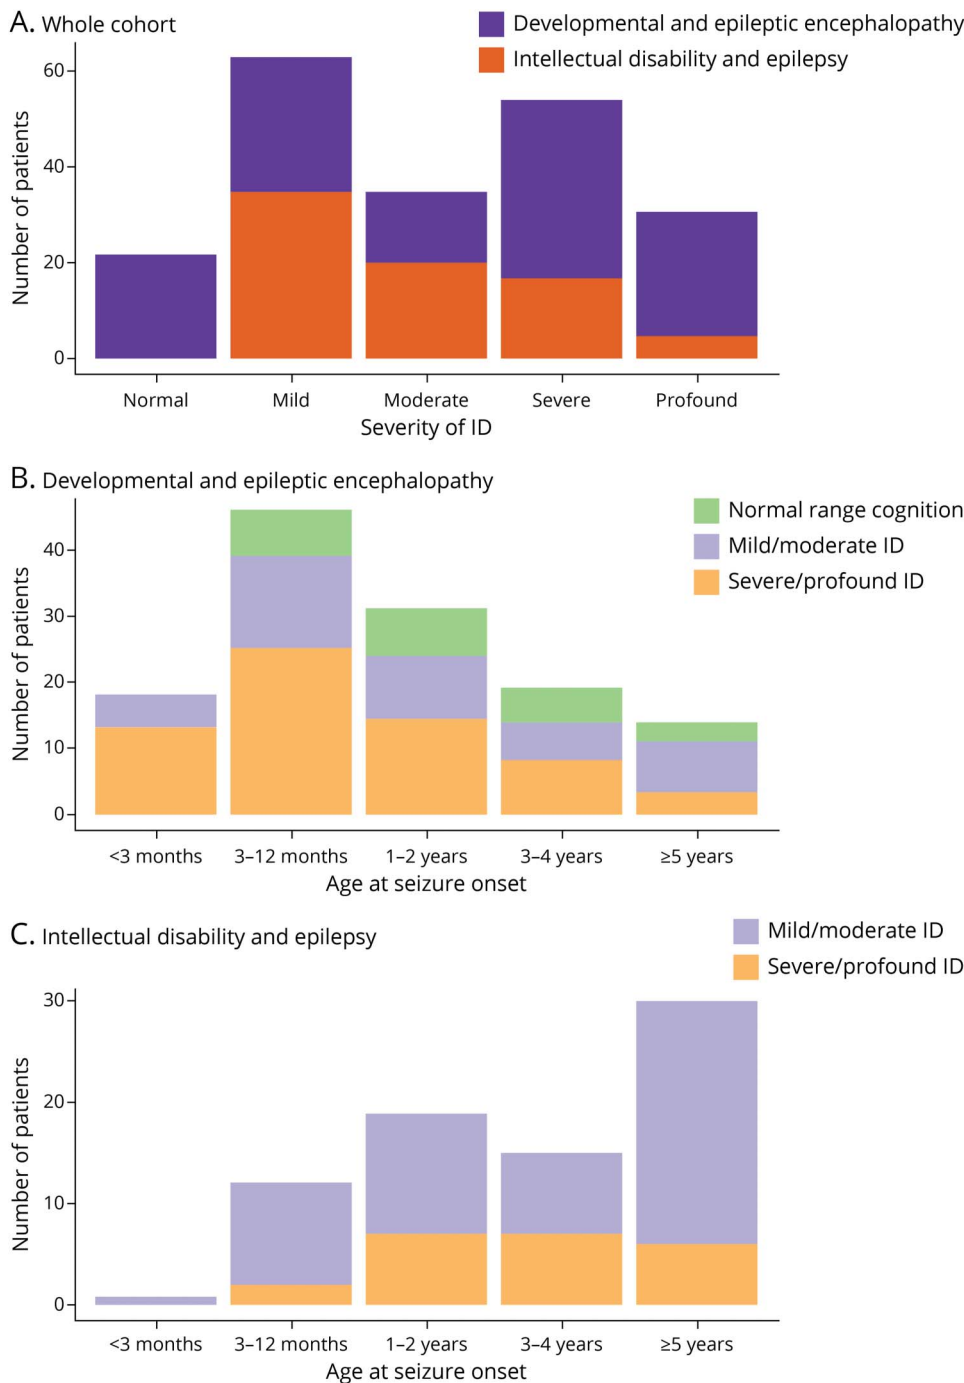 A. Whole cohort
Developmental and epileptic encephalopathy
Intellectual disability and epilepsy
Number of patients
60
40
20
0
Normal Mild Moderate Severe Profound
Severity of ID
B. Developmental and epileptic encephalopathy
Normal range cognition
Mild/moderate ID
Severe/profound ID
Number of patients
40
30
20
10
0
<3 months 3–12 months 1–2 years 3–4 years ≥5 years
Age at seizure onset
C. Intellectual disability and epilepsy
Mild/moderate ID
Severe/profound ID
Number of patients
30
20
10
0
<3 months 3–12 months 1–2 years 3–4 years ≥5 years
Age at seizure onset